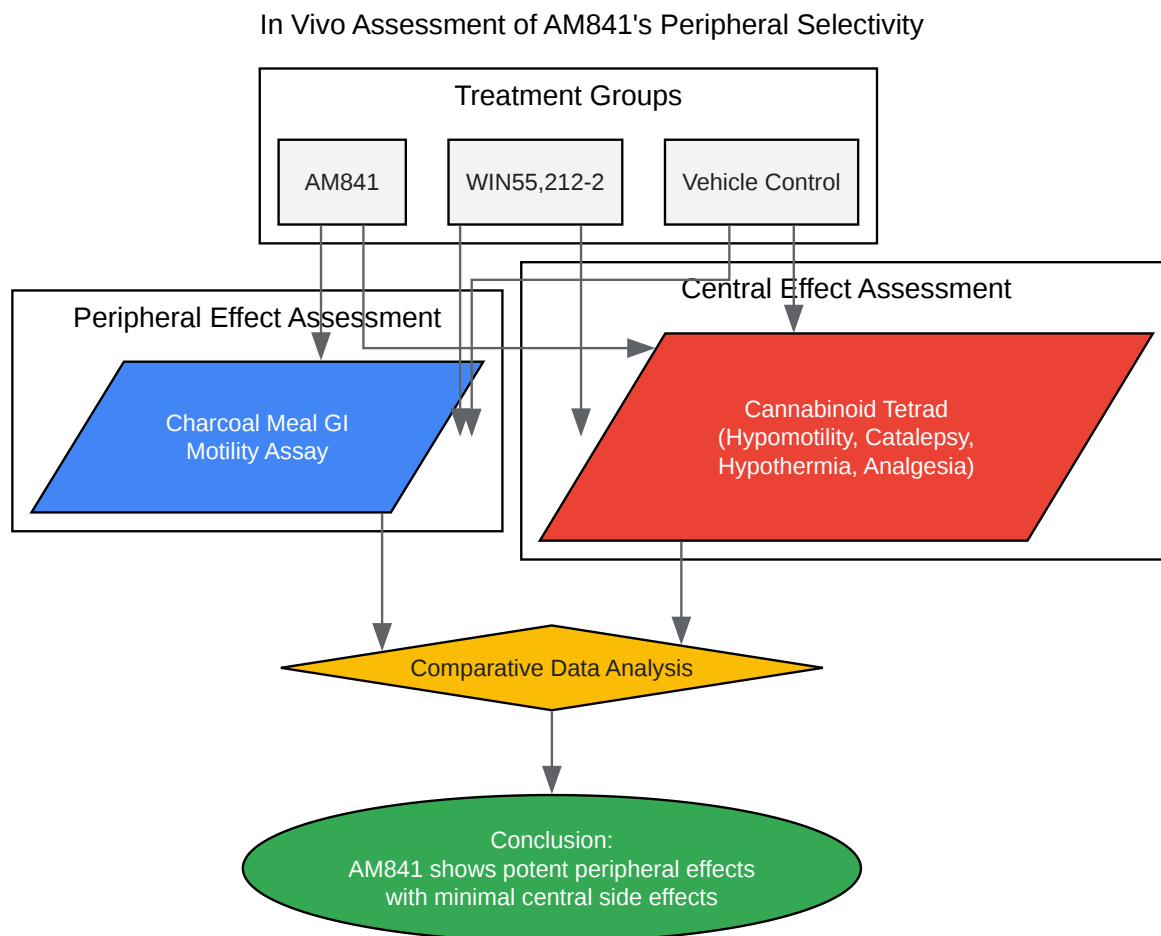 In Vivo Assessment of AM841's Peripheral Selectivity
Treatment Groups
AM841
WIN55,212-2
Vehicle Control
Peripheral Effect Assessment
Central Effect Assessment
Charcoal Meal GI
Motility Assay
Cannabinoid Tetrad
(Hypomotility, Catalepsy,
Hypothermia, Analgesia)
Comparative Data Analysis
Conclusion:
AM841 shows potent peripheral effects
with minimal central side effects